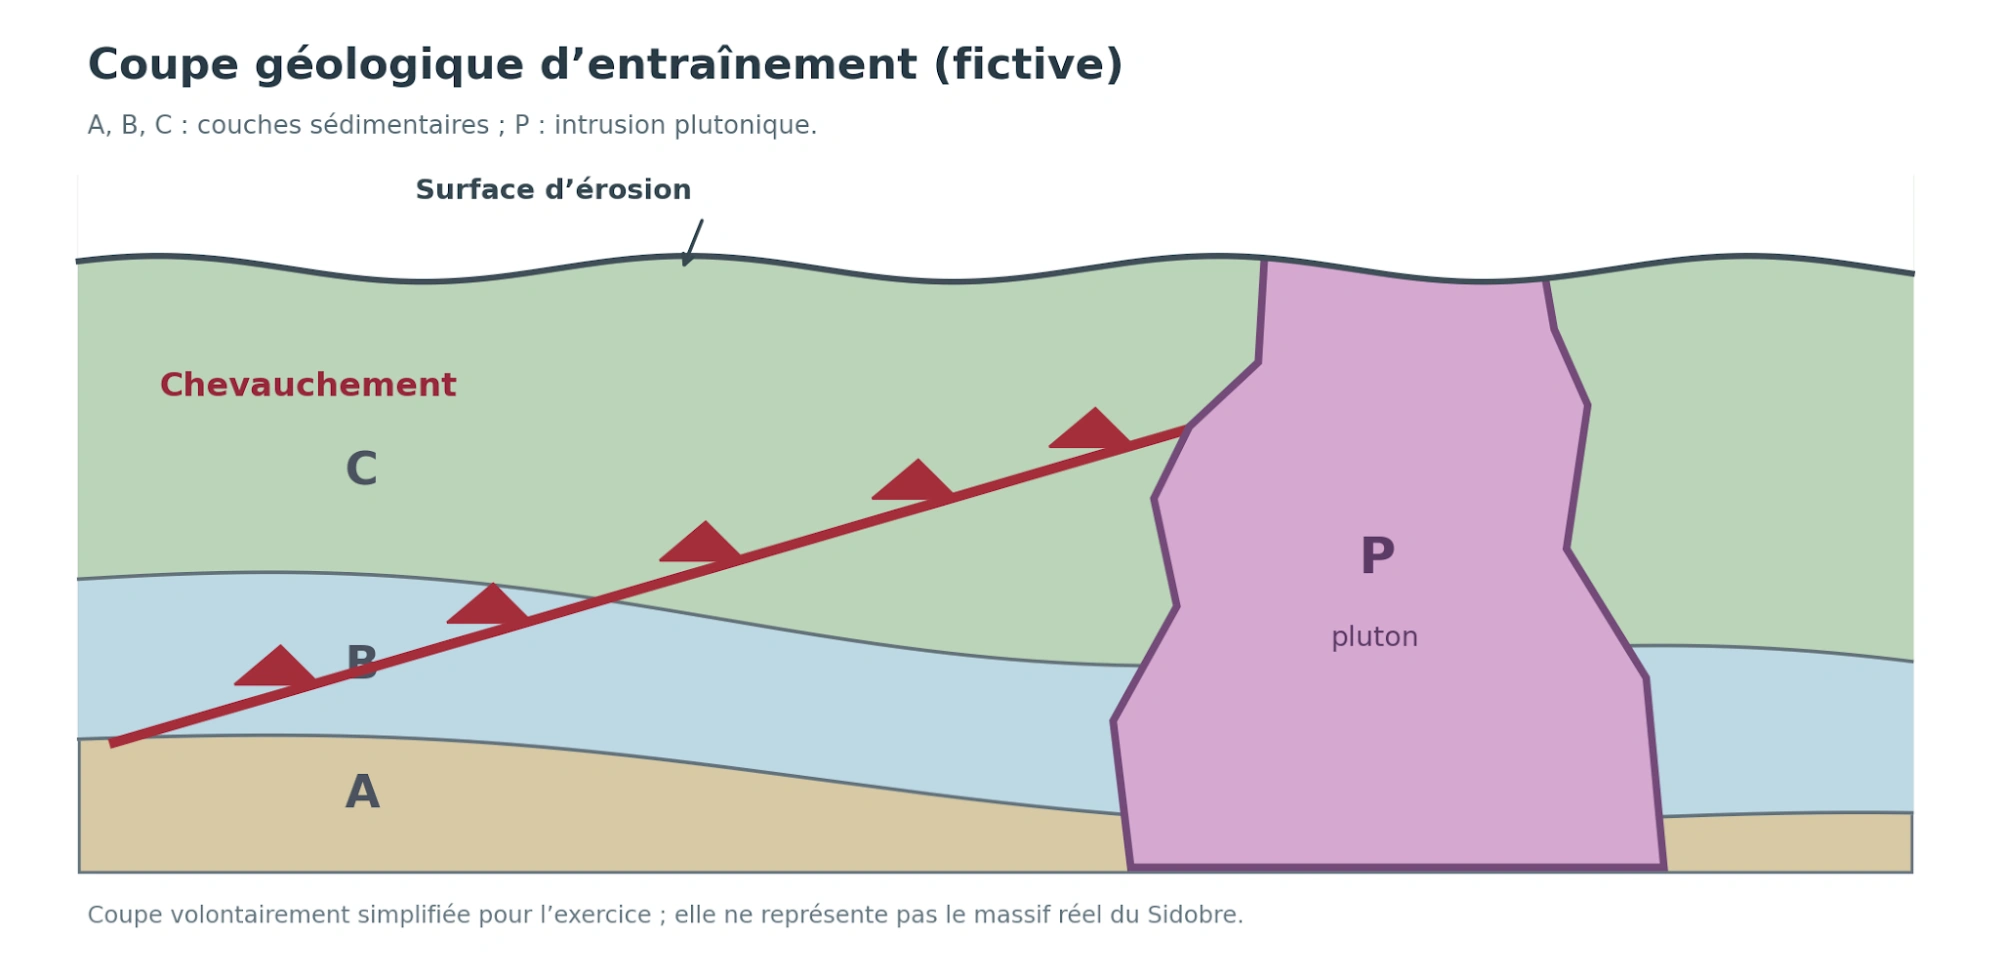 Coupe géologique d’entraînement (fictive)
A, B, C : couches sédimentaires ; P : intrusion plutonique.
Surface d’érosion
Chevauchement
C
P
pluton
B
A
Coupe volontairement simplifiée pour l’exercice ; elle ne représente pas le massif réel du Sidobre.